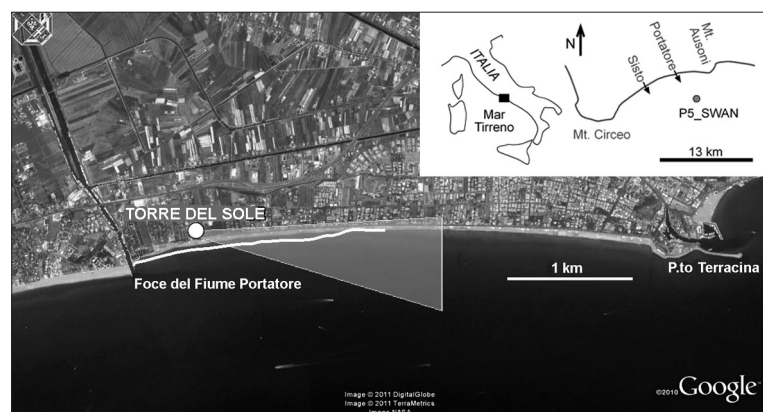 N
ITALIA
Mar
Tirreno
Sisto
Portatore
Mt.
Ausoni
P5_SWAN
Mt. Circeo
13 km
TORRE DEL SOLE
1 km
P.to Terracina
Foce del Fiume Portatore
Image © 2011 DigitalGlobe
Image © 2011 TerraMetrics
Image NASA
©2010 Google